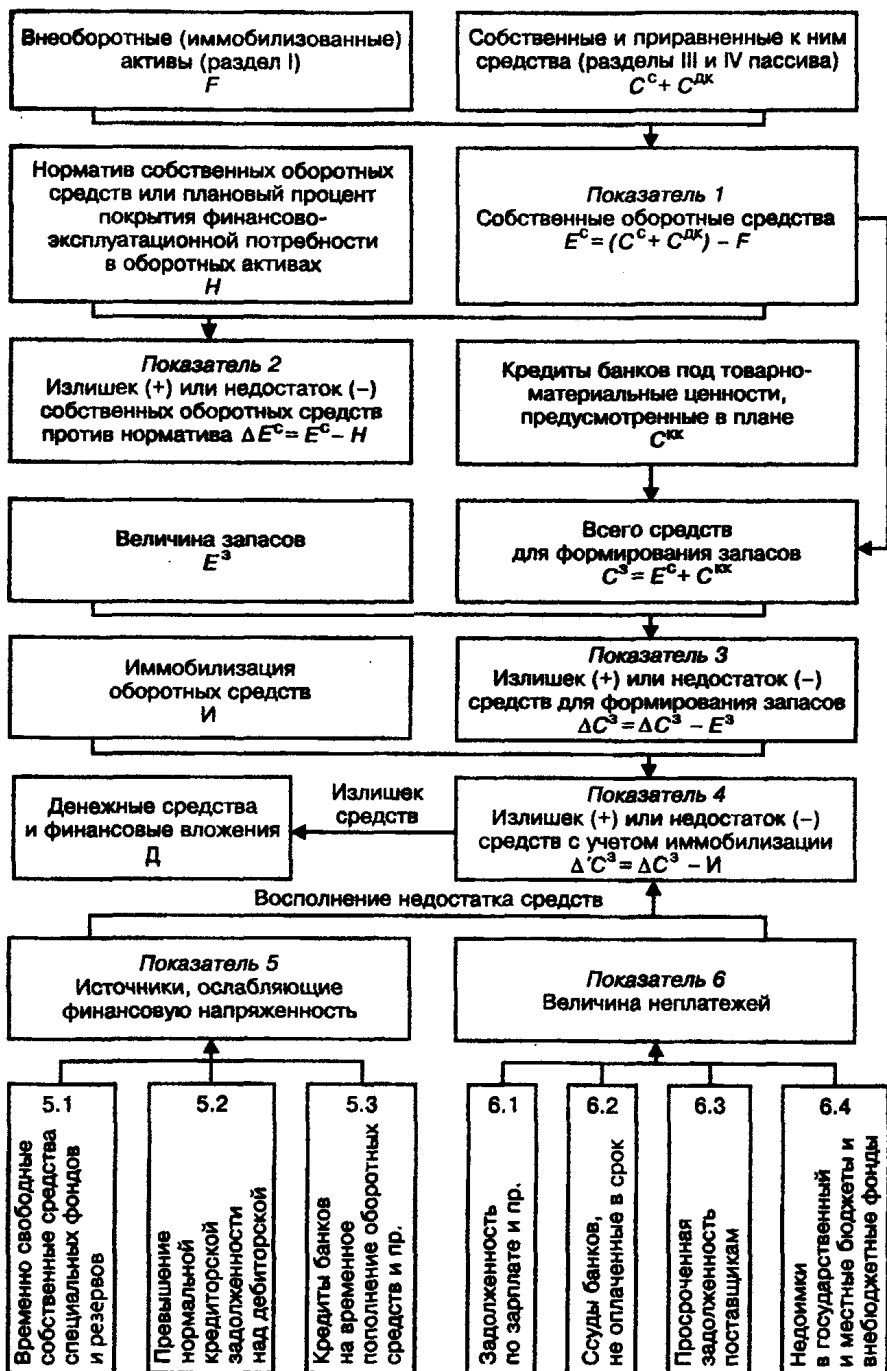 Внеоборотные (иммобилизованные)
активы (раздел I)
F
Собственные и приравненные к ним
средства (разделы III и IV пассива)
Cᶜ + Cᴰᴷ
Норматив собственных оборотных
средств или плановый процент
покрытия финансово-
эксплуатационной потребности
в оборотных активах
H
Показатель 1
Собственные оборотные средства
Eᶜ = (Cᶜ + Cᴰᴷ) – F
Показатель 2
Излишек (+) или недостаток (–)
собственных оборотных средств
против норматива ΔEᶜ = Eᶜ – H
Кредиты банков под товарно-
материальные ценности,
предусмотренные в плане
Cᴷᴷ
Величина запасов
E³
Всего средств
для формирования запасов
C³ = Eᶜ + Cᴷᴷ
Иммобилизация
оборотных средств
И
Показатель 3
Излишек (+) или недостаток (–)
средств для формирования запасов
ΔC³ = ΔC³ – E³
Денежные средства
и финансовые вложения
Д
Излишек
средств
Показатель 4
Излишек (+) или недостаток (–)
средств с учетом иммобилизации
Δ′C³ = ΔC³ – И
Восполнение недостатка средств
Показатель 5
Источники, ослабляющие
финансовую напряженность
Показатель 6
Величина неплатежей
5.1
Временно свободные
собственные средства
специальных фондов
и резервов
5.2
Превышение
нормальной
кредиторской
задолженности
над дебиторской
5.3
Кредиты банков
на временное
пополнение оборотных
средств и пр.
6.1
Задолженность
по зарплате и пр.
6.2
Ссуды банков,
не оплаченные в срок
6.3
Просроченная
задолженность
поставщикам
6.4
Недоимки
в государственный
и местные бюджеты и
внебюджетные фонды